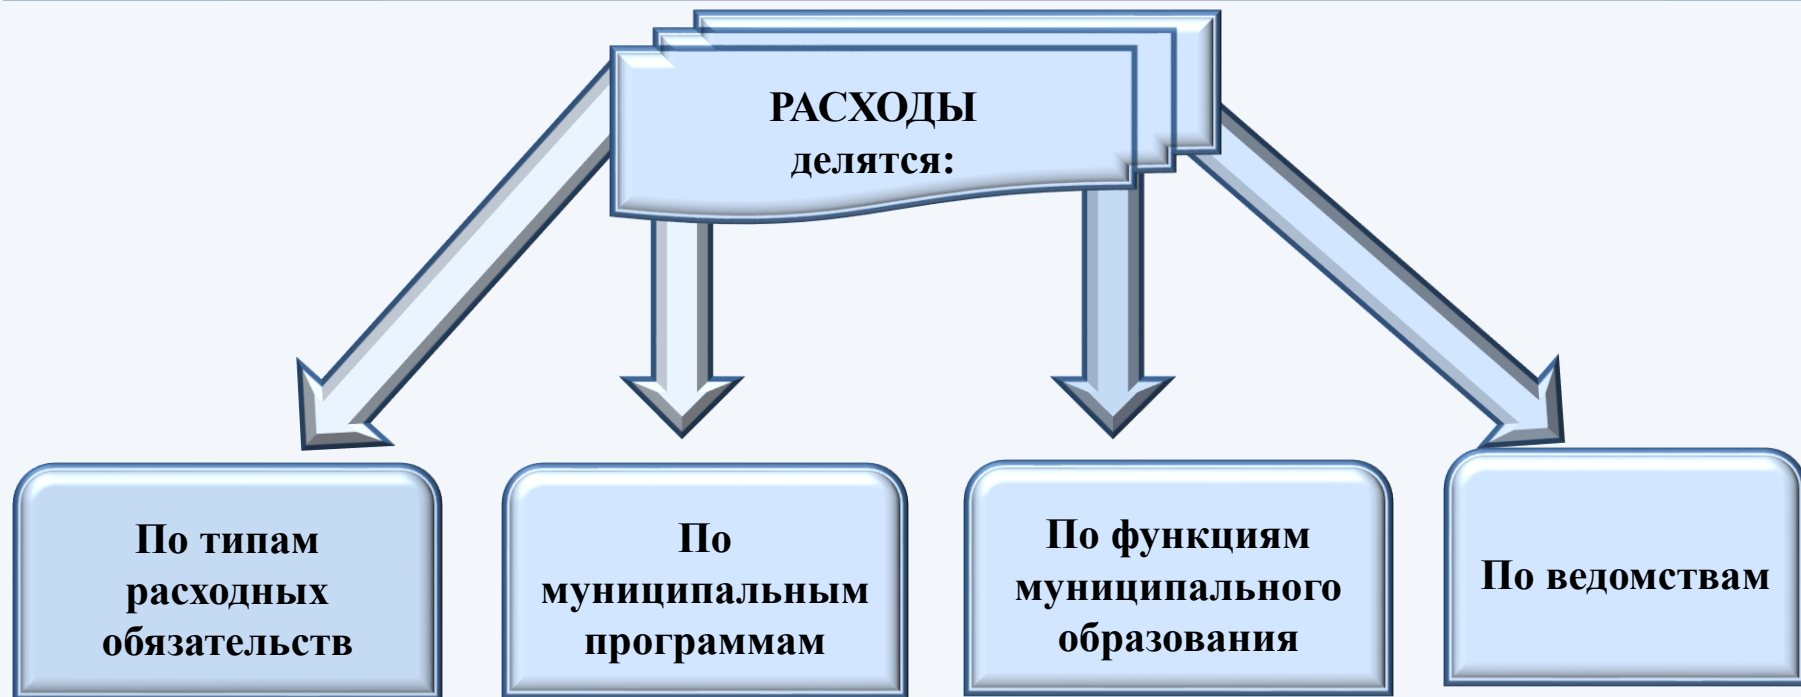 РАСХОДЫ
делятся:
По типам
расходных
обязательств
По
муниципальным
программам
По функциям
муниципального
образования
По ведомствам